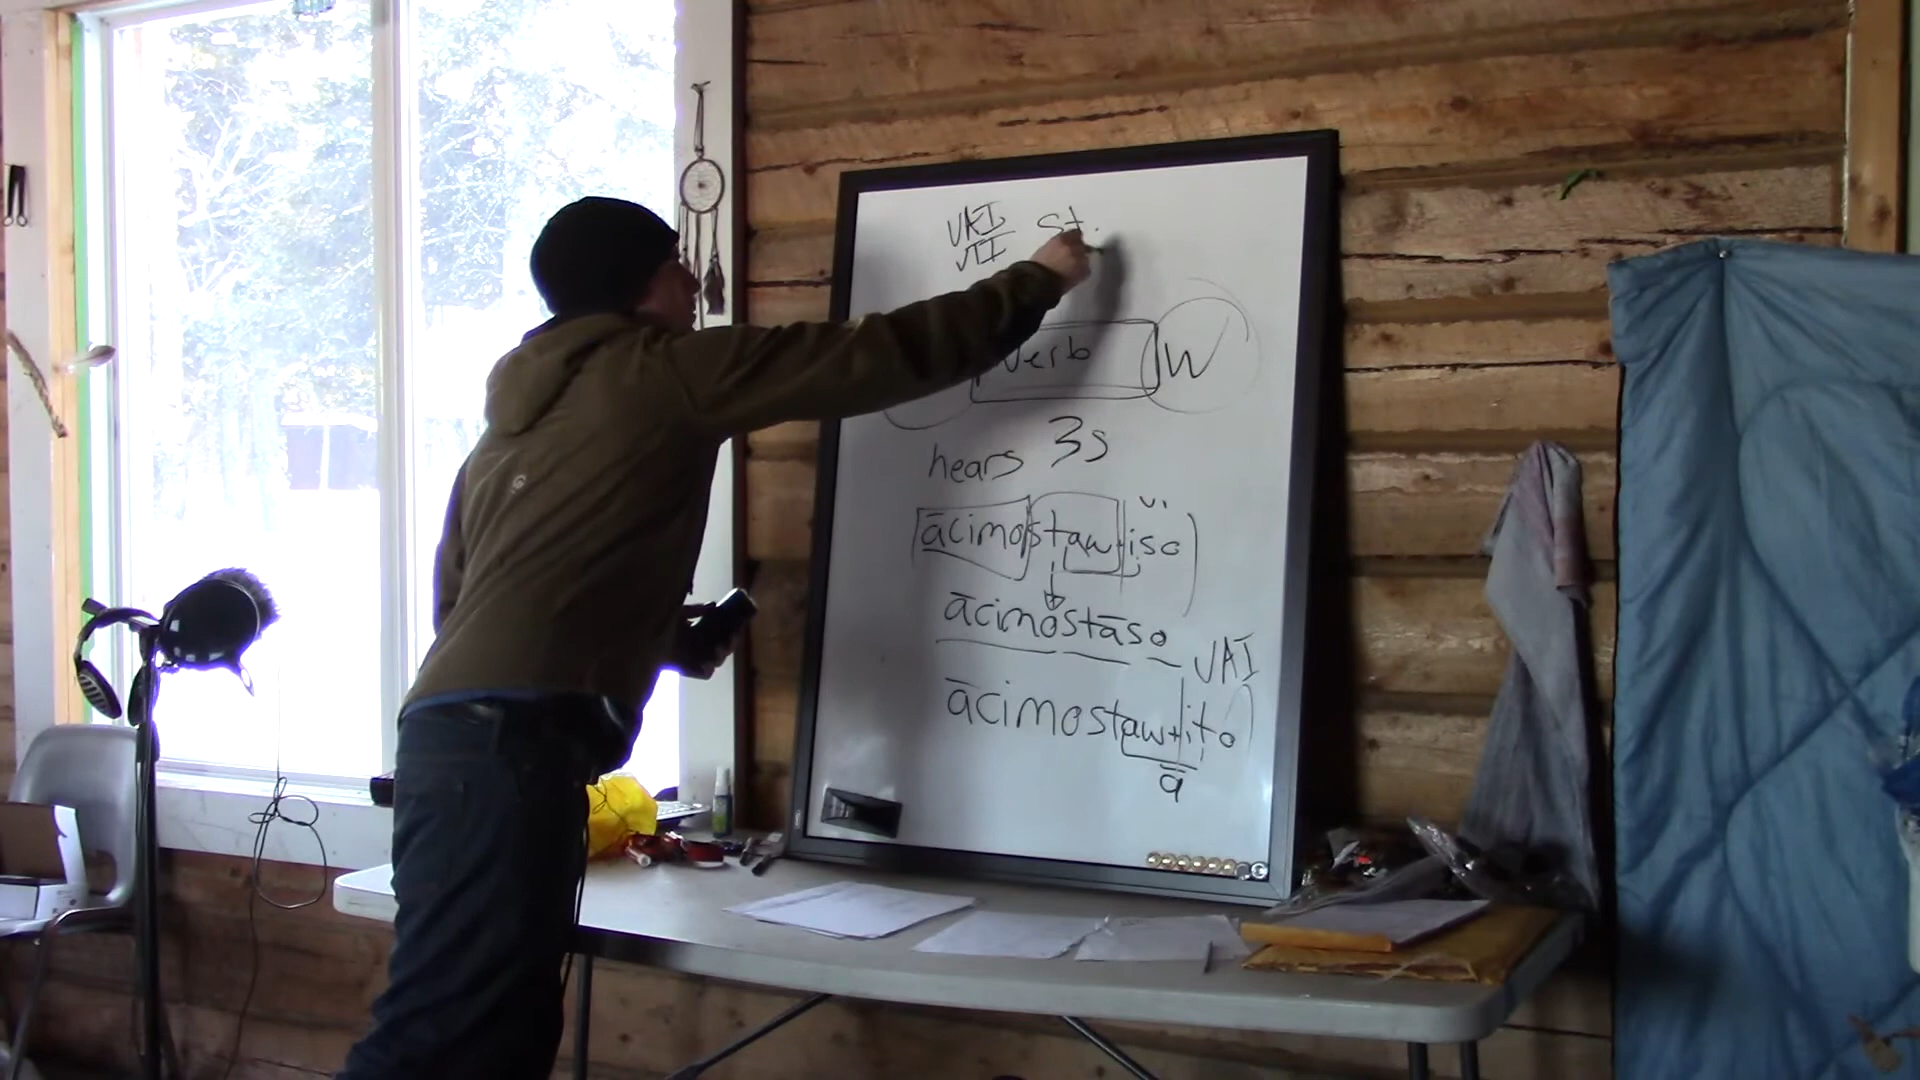 VAI st.
VII
verb w
hears 3s
ācimostaw+iso
ācimostāso
VAI
ācimostaw+ito
ā